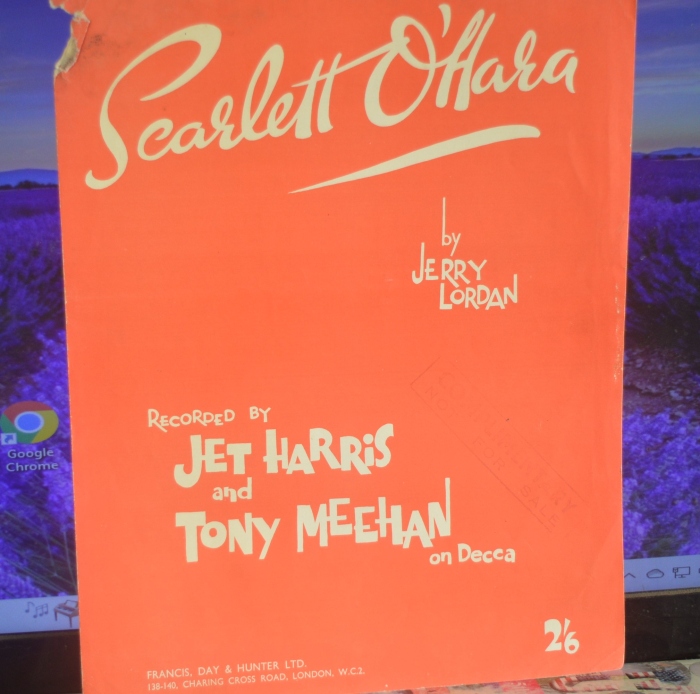 Scarlett O'Hara
by
JERRY
LORDAN
RECORDED BY
JET HARRIS
and
TONY MEEHAN
on Decca
2/6
FRANCIS, DAY & HUNTER LTD.
138-140, CHARING CROSS ROAD, LONDON, W.C.2.
Google
Chrome